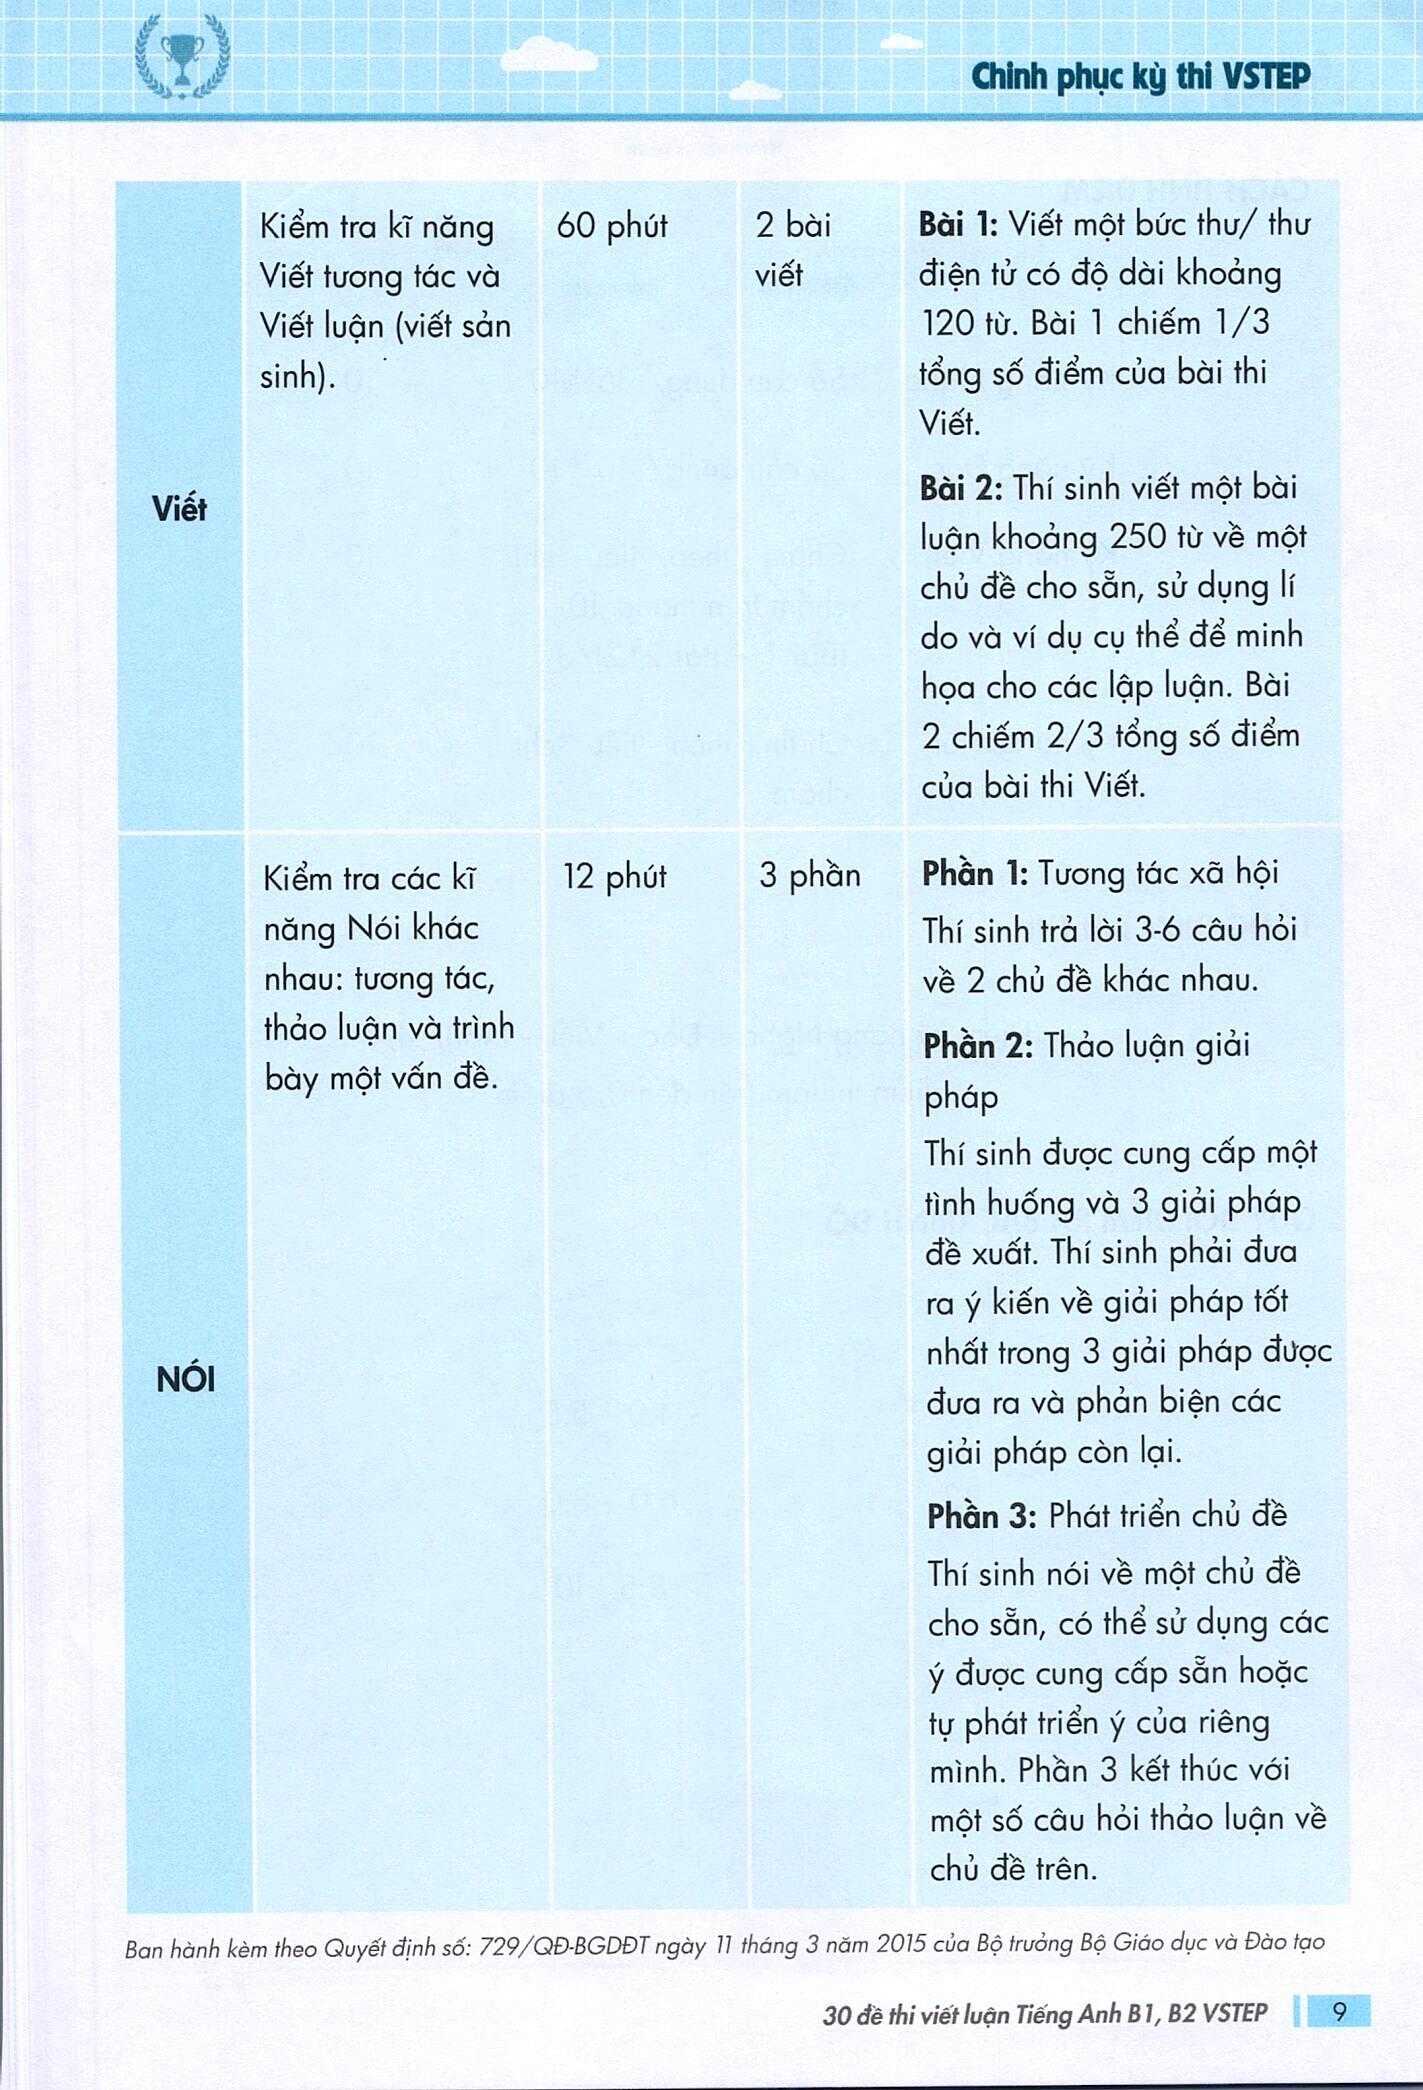 Chinh phục kỳ thi VSTEP
Viết
Kiểm tra kĩ năng
Viết tương tác và
Viết luận (viết sản
sinh).
60 phút
2 bài
viết
Bài 1: Viết một bức thư/ thư
điện tử có độ dài khoảng
120 từ. Bài 1 chiếm 1/3
tổng số điểm của bài thi
Viết.
Bài 2: Thí sinh viết một bài
luận khoảng 250 từ về một
chủ đề cho sẵn, sử dụng lí
do và ví dụ cụ thể để minh
họa cho các lập luận. Bài
2 chiếm 2/3 tổng số điểm
của bài thi Viết.
NÓI
Kiểm tra các kĩ
năng Nói khác
nhau: tương tác,
thảo luận và trình
bày một vấn đề.
12 phút
3 phần
Phần 1: Tương tác xã hội
Thí sinh trả lời 3-6 câu hỏi
về 2 chủ đề khác nhau.
Phần 2: Thảo luận giải
pháp
Thí sinh được cung cấp một
tình huống và 3 giải pháp
đề xuất. Thí sinh phải đưa
ra ý kiến về giải pháp tốt
nhất trong 3 giải pháp được
đưa ra và phản biện các
giải pháp còn lại.
Phần 3: Phát triển chủ đề
Thí sinh nói về một chủ đề
cho sẵn, có thể sử dụng các
ý được cung cấp sẵn hoặc
tự phát triển ý của riêng
mình. Phần 3 kết thúc với
một số câu hỏi thảo luận về
chủ đề trên.
Ban hành kèm theo Quyết định số: 729/QĐ-BGDĐT ngày 11 tháng 3 năm 2015 của Bộ trưởng Bộ Giáo dục và Đào tạo
30 đề thi viết luận Tiếng Anh B1, B2 VSTEP
9